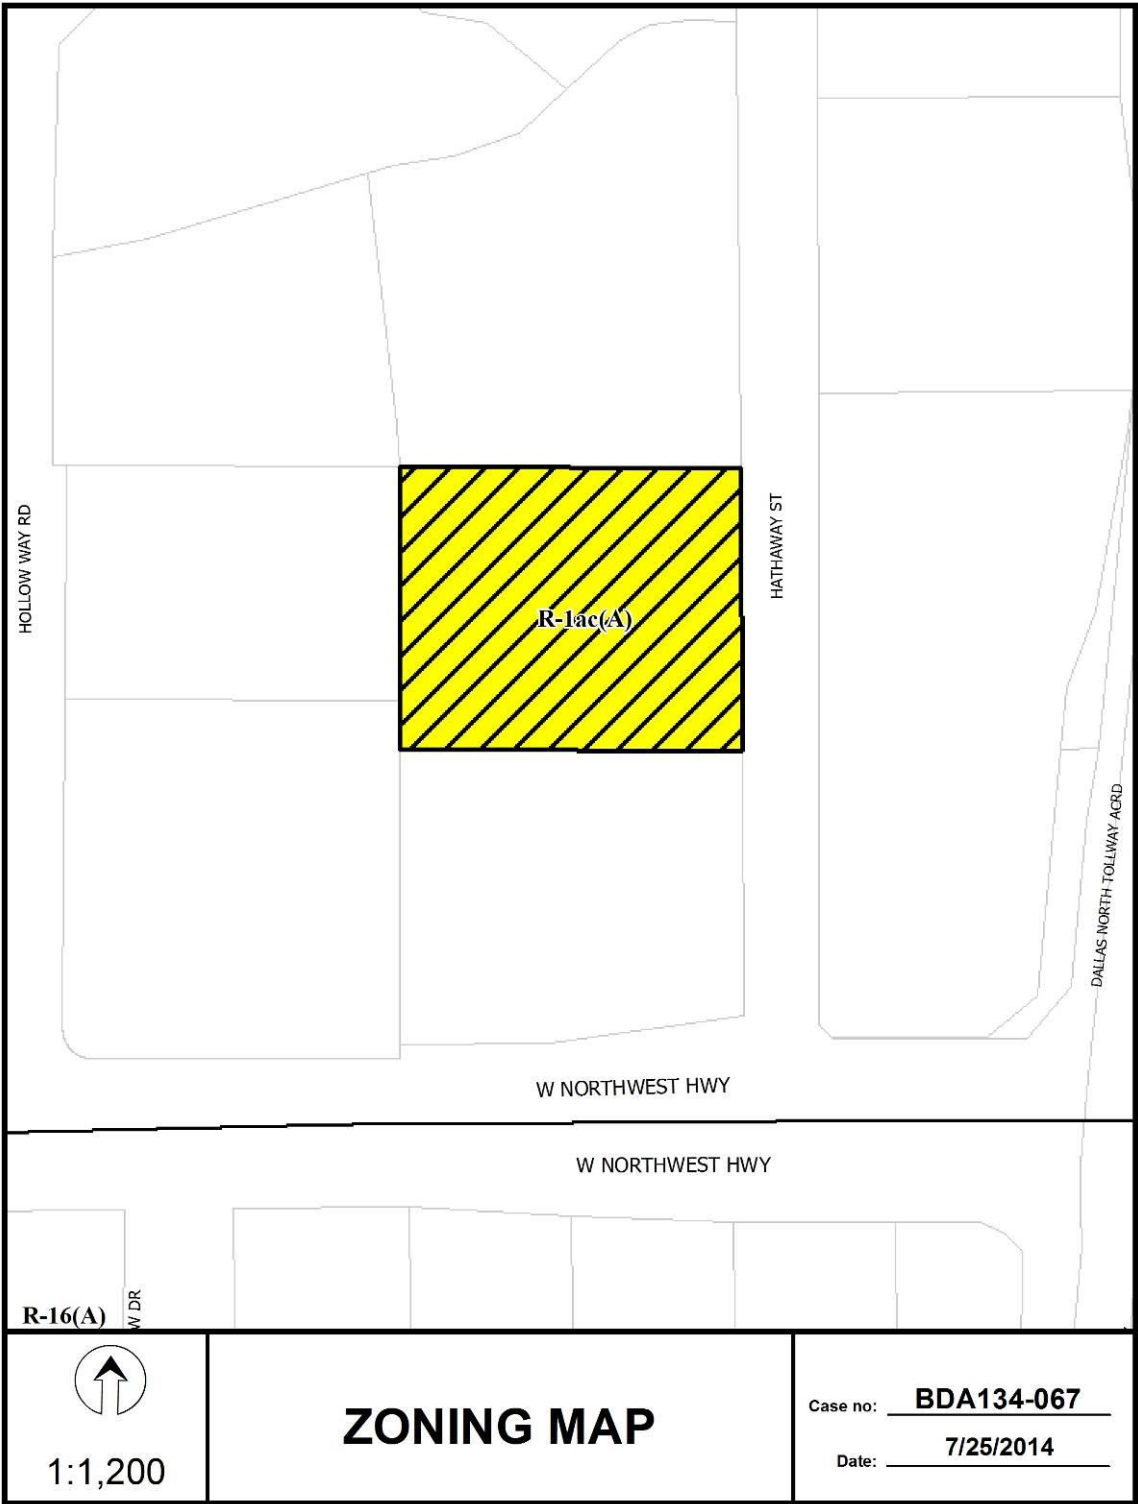 HOLLOW WAY RD
HATHAWAY ST
R-1ac(A)
DALLAS NORTH TOLLWAY ACRD
W NORTHWEST HWY
W NORTHWEST HWY
R-16(A)
W DR
1:1,200
ZONING MAP
Case no: BDA134-067
Date: 7/25/2014